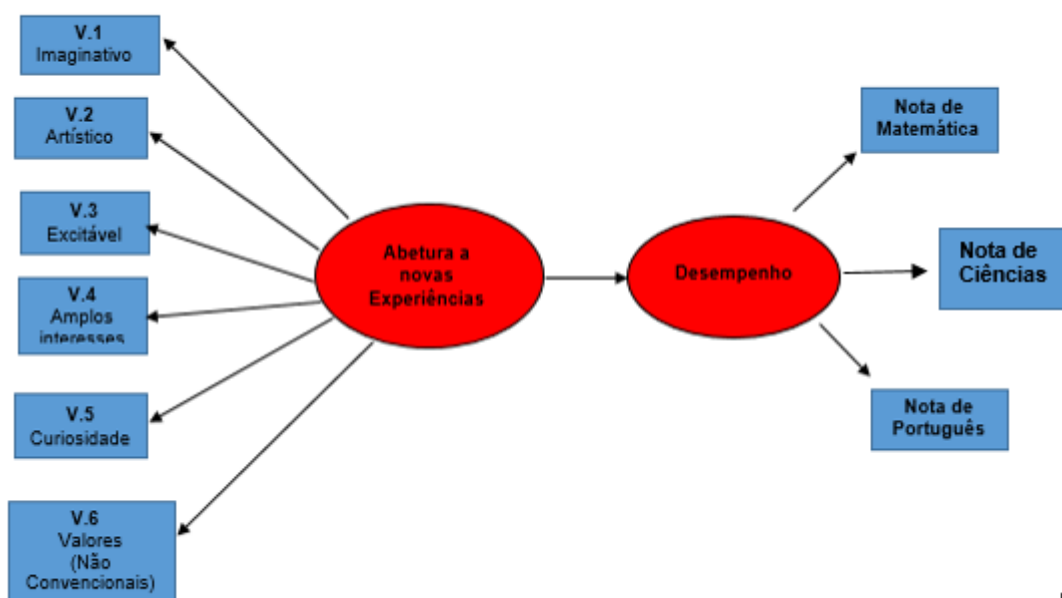 V.1
Imaginativo
V.2
Artístico
V.3
Excitável
V.4
Amplos
interesses
V.5
Curiosidade
V.6
Valores
(Não
Convencionais)
Abetura a
novas
Experiências
Desempenho
Nota de
Matemática
Nota de
Ciências
Nota de
Português